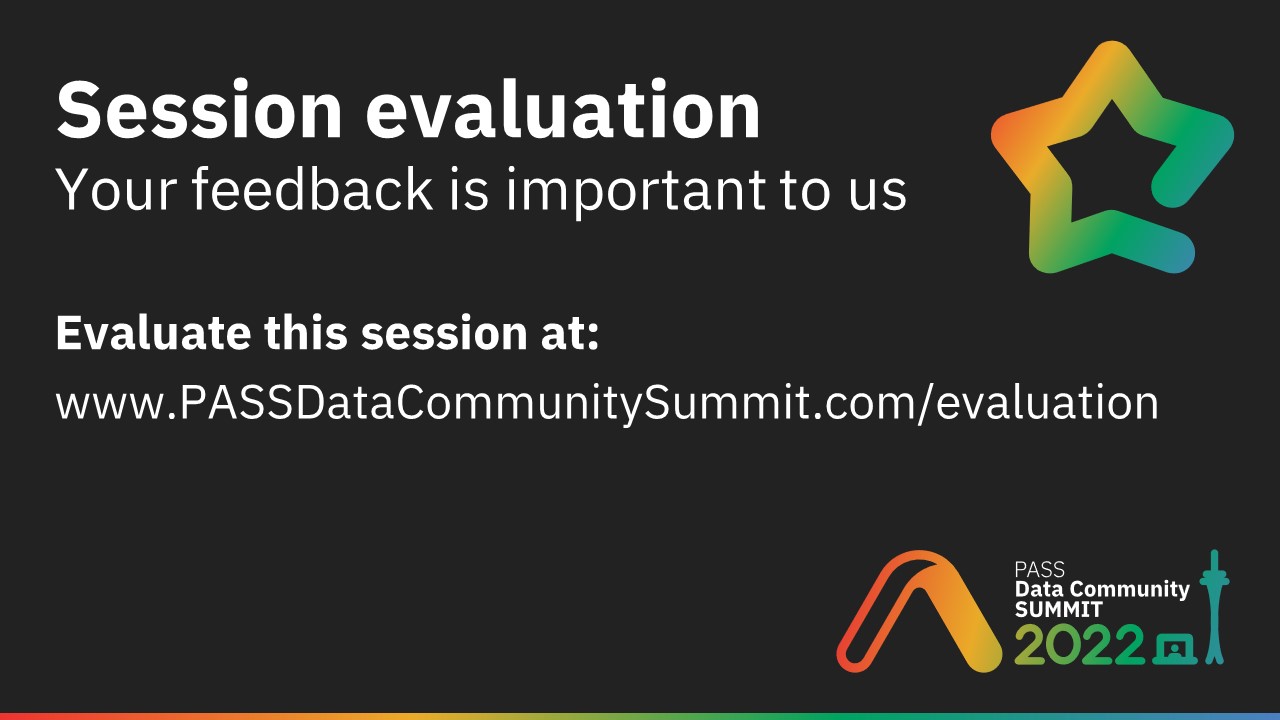 Session evaluation
Your feedback is important to us
Evaluate this session at:
www.PASSDataCommunitySummit.com/evaluation
PASS
Data Community
SUMMIT
2022